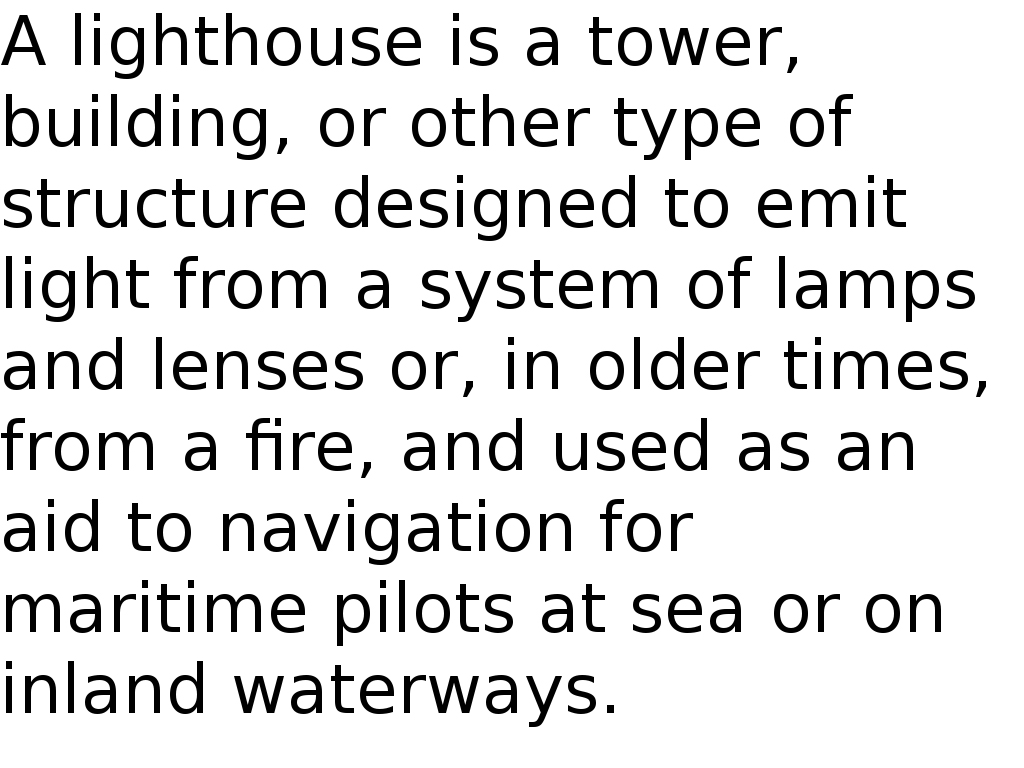 A lighthouse is a tower,
building, or other type of
structure designed to emit
light from a system of lamps
and lenses or, in older times,
from a fire, and used as an
aid to navigation for
maritime pilots at sea or on
inland waterways.